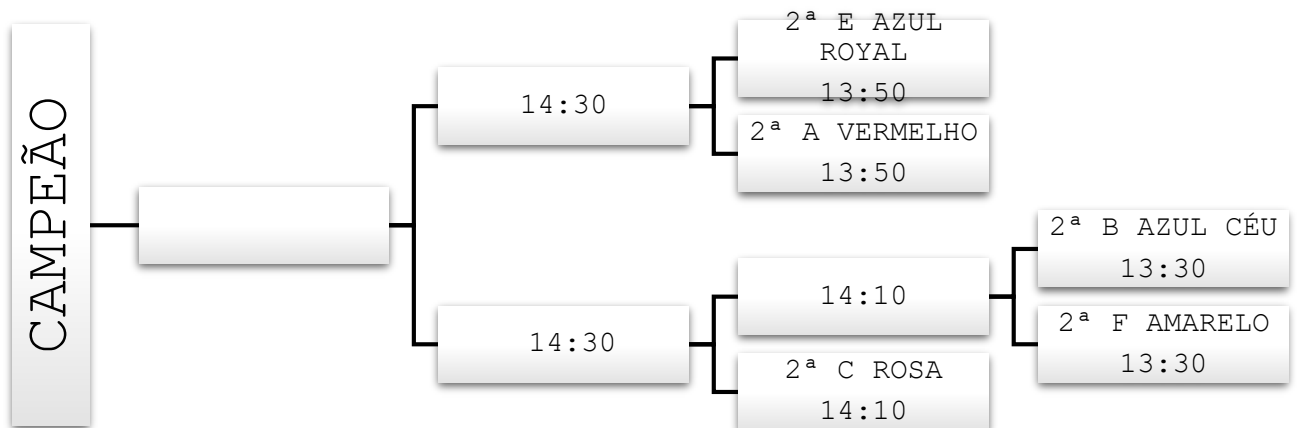 CAMPEÃO
14:30
2ª E AZUL
ROYAL
13:50
2ª A VERMELHO
13:50
14:30
14:10
2ª B AZUL CÉU
13:30
2ª F AMARELO
13:30
2ª C ROSA
14:10